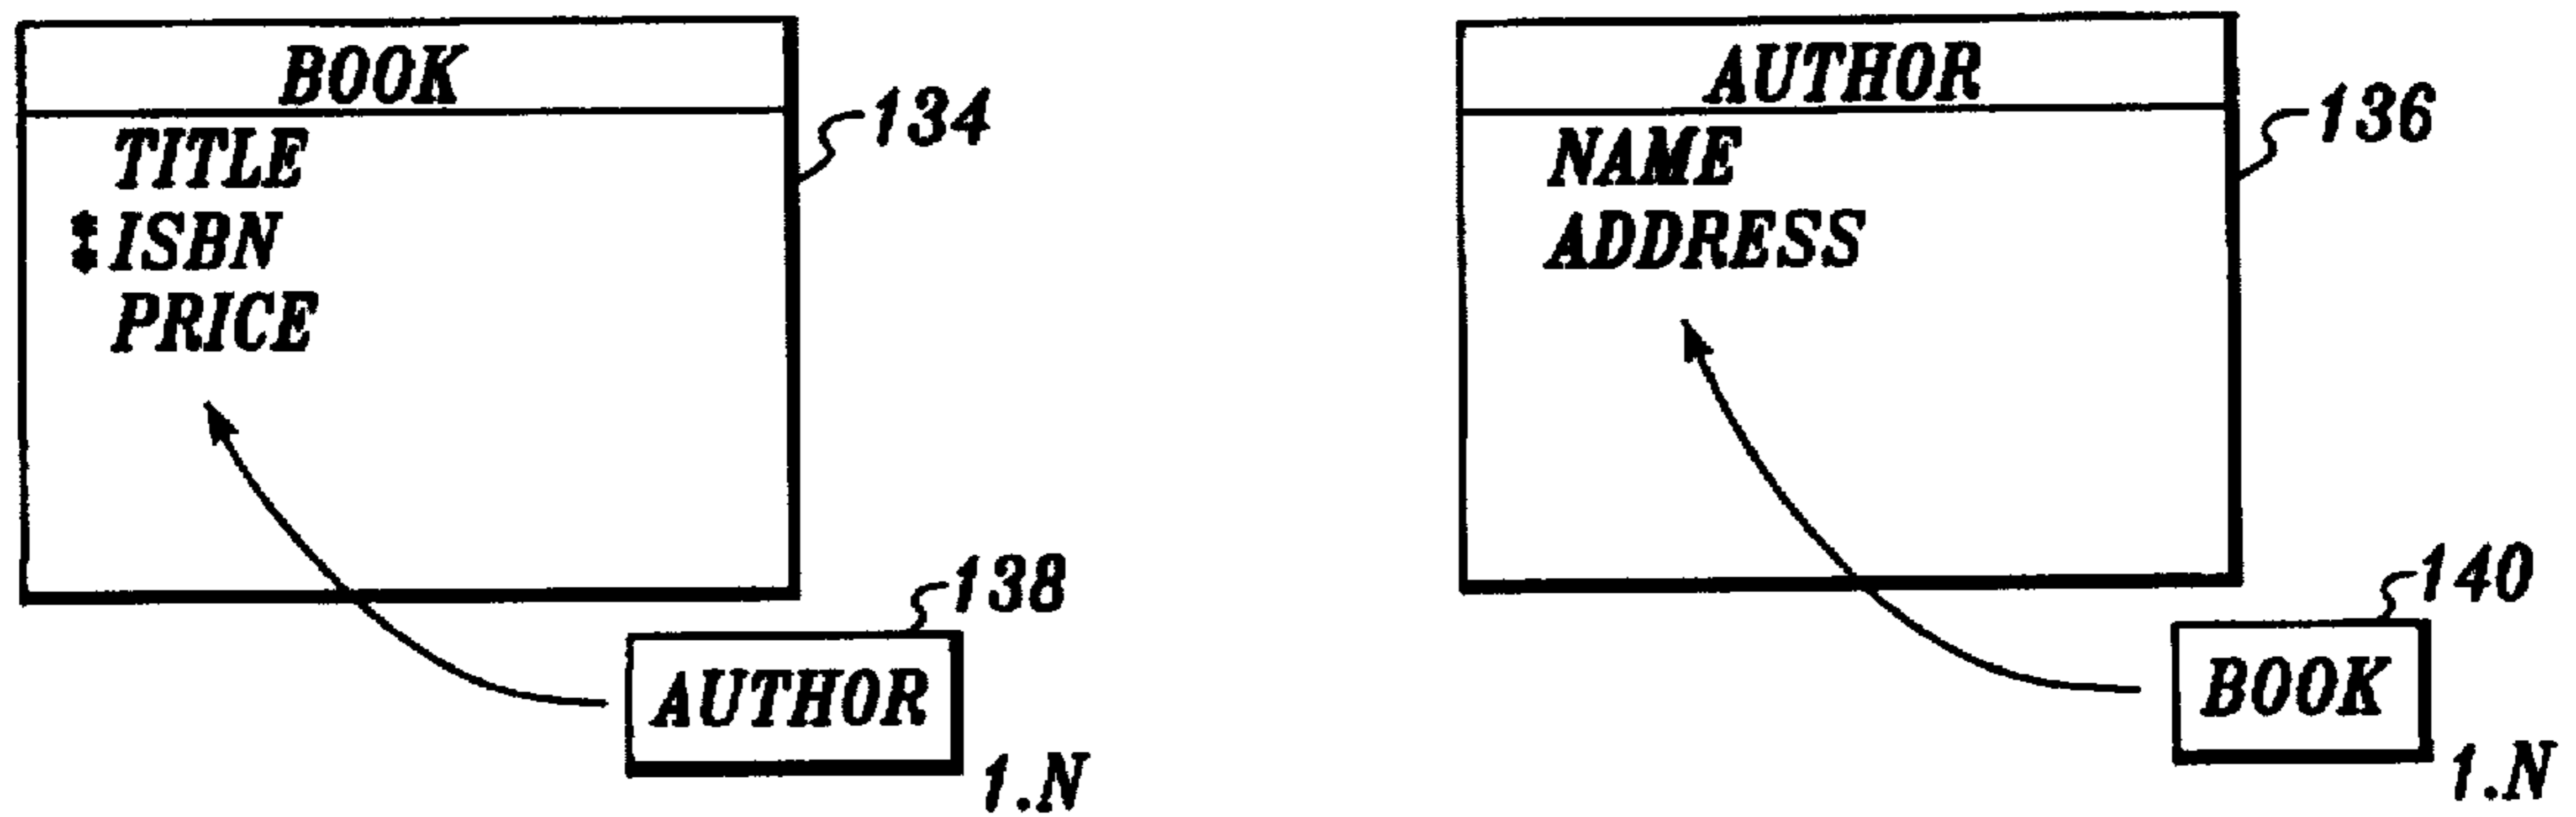 BOOK
134
TITLE
‡ISBN
PRICE
138
AUTHOR
1.N
AUTHOR
136
NAME
ADDRESS
140
BOOK
1.N